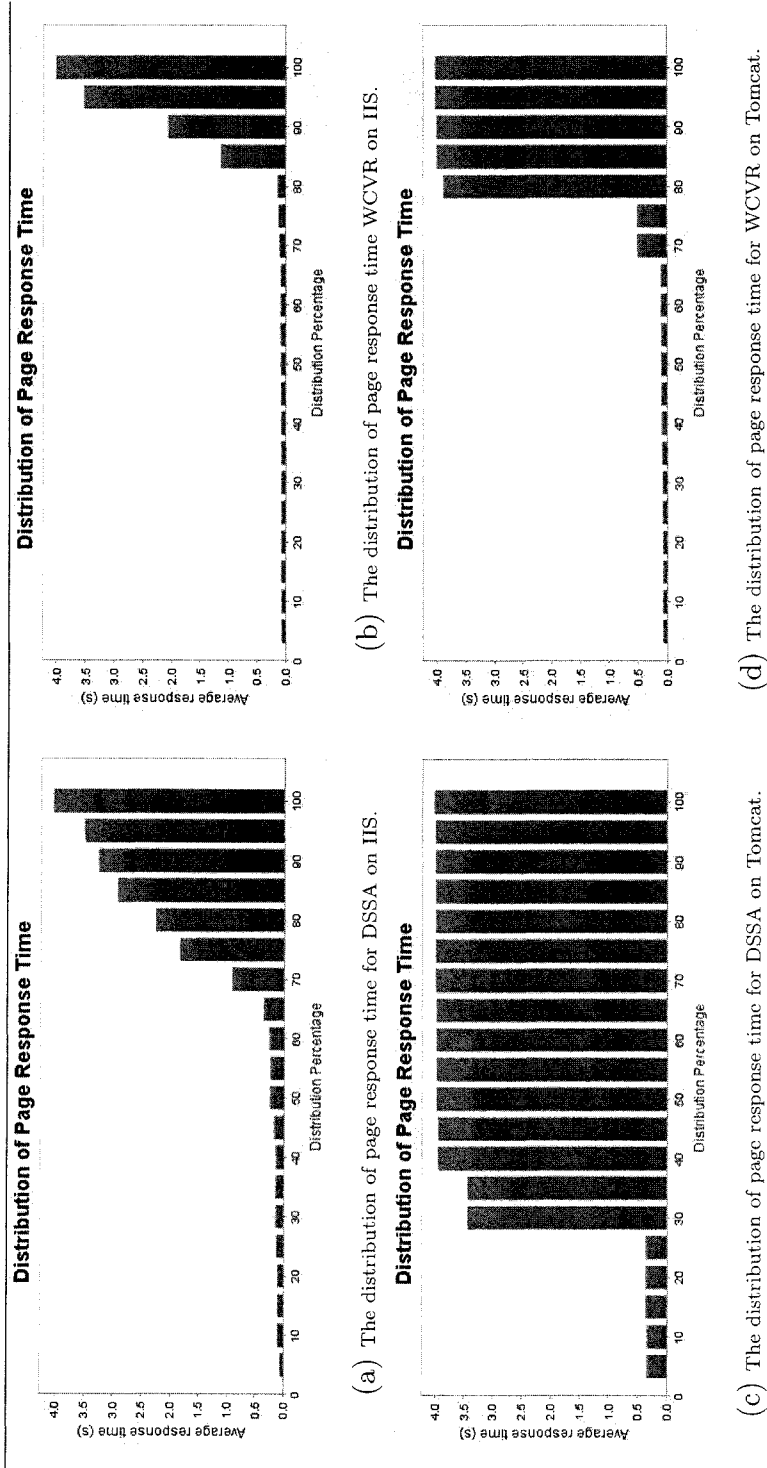 Distribution of Page Response Time
Average response time (s)
4.0
3.5
3.0
2.5
2.0
1.5
1.0
0.5
0.0
0 10 20 30 40 50 60 70 80 90 100
Distribution Percentage
(a) The distribution of page response time for DSSA on IIS.
Distribution of Page Response Time
Average response time (s)
4.0
3.5
3.0
2.5
2.0
1.5
1.0
0.5
0.0
0 10 20 30 40 50 60 70 80 90 100
Distribution Percentage
(b) The distribution of page response time WCVR on IIS.
Distribution of Page Response Time
Average response time (s)
4.0
3.5
3.0
2.5
2.0
1.5
1.0
0.5
0.0
0 10 20 30 40 50 60 70 80 90 100
Distribution Percentage
(c) The distribution of page response time for DSSA on Tomcat.
Distribution of Page Response Time
Average response time (s)
4.0
3.5
3.0
2.5
2.0
1.5
1.0
0.5
0.0
0 10 20 30 40 50 60 70 80 90 100
Distribution Percentage
(d) The distribution of page response time for WCVR on Tomcat.